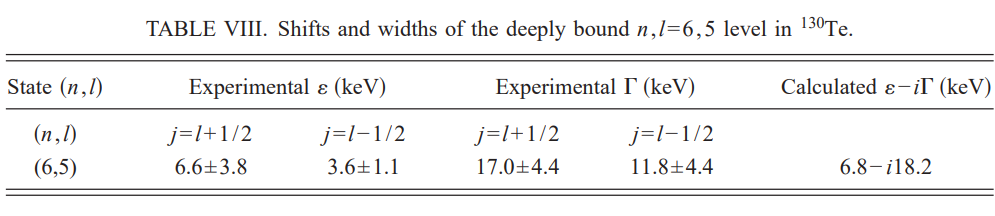 TABLE VIII. Shifts and widths of the deeply bound n,l=6,5 level in ¹³⁰Te.
State (n,l) Experimental ε (keV) Experimental Γ (keV) Calculated ε−iΓ (keV)
(n,l) j=l+1/2 j=l−1/2 j=l+1/2 j=l−1/2
(6,5) 6.6±3.8 3.6±1.1 17.0±4.4 11.8±4.4 6.8−i18.2